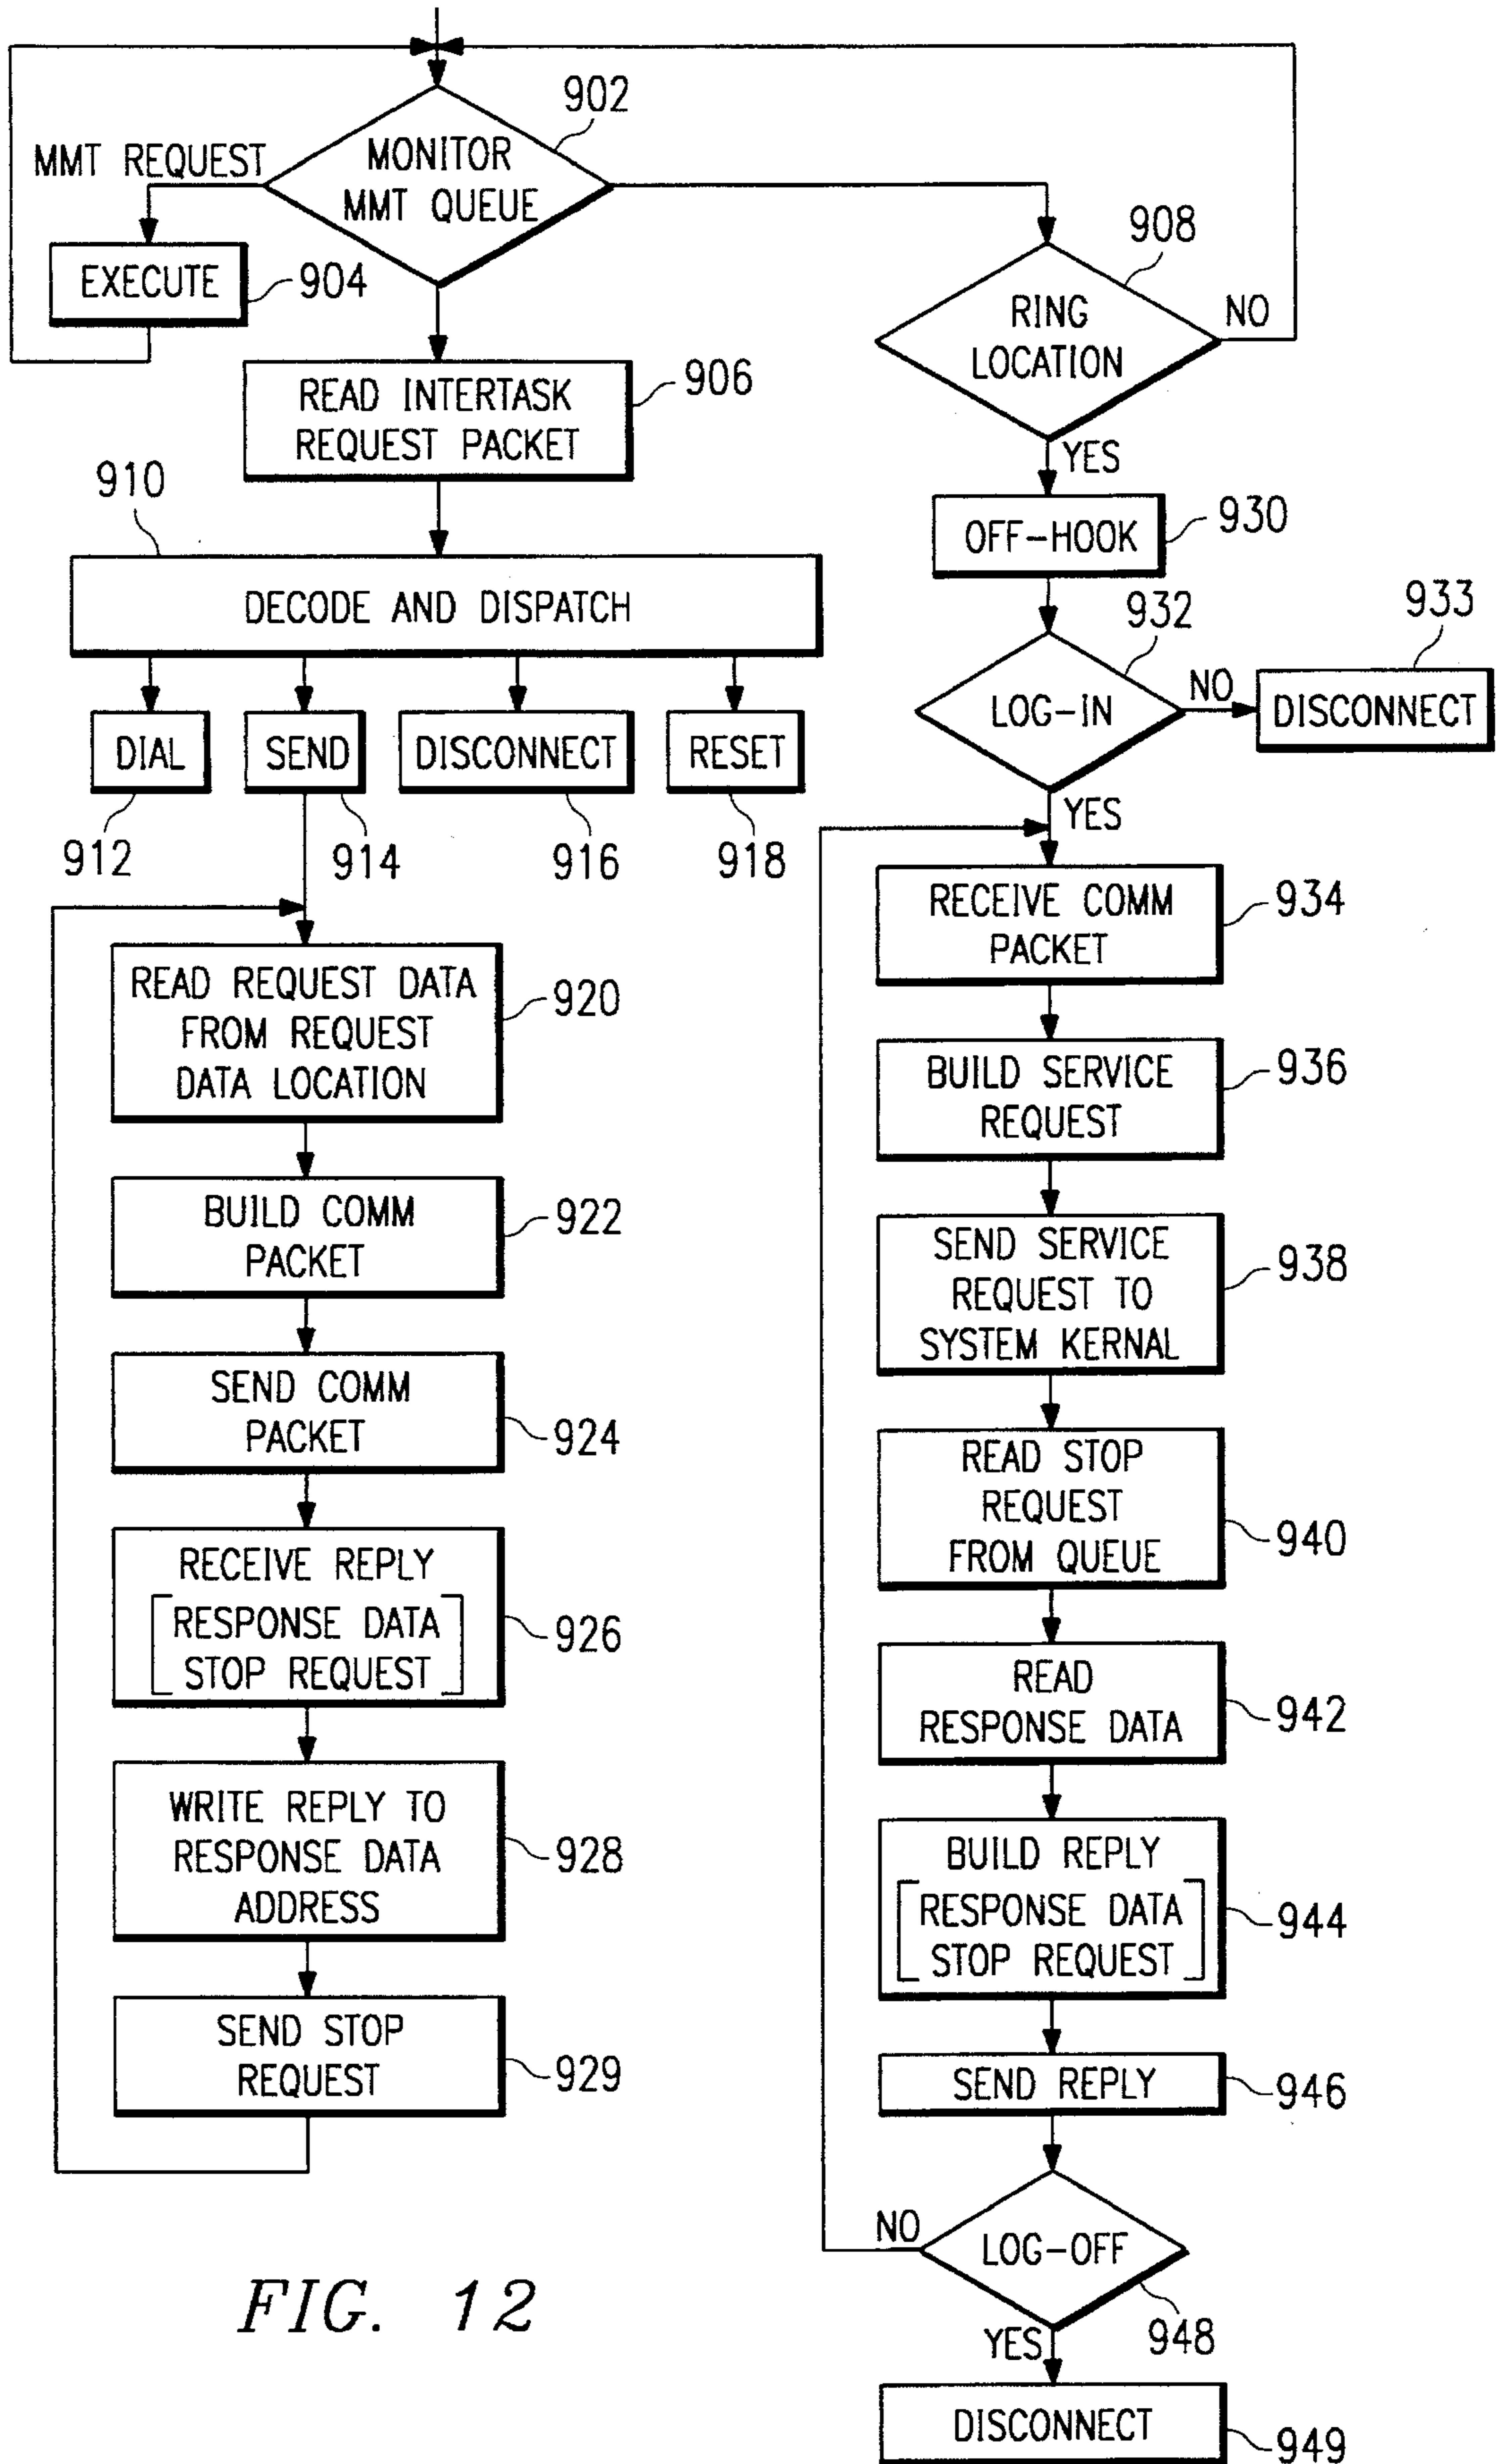 902
MMT REQUEST
MONITOR
MMT QUEUE
908
EXECUTE
904
RING
LOCATION
NO
READ INTERTASK
REQUEST PACKET
906
YES
910
OFF-HOOK
930
DECODE AND DISPATCH
932
933
LOG-IN
NO
DISCONNECT
DIAL
SEND
DISCONNECT
RESET
912
914
916
918
YES
RECEIVE COMM
PACKET
934
READ REQUEST DATA
FROM REQUEST
DATA LOCATION
920
BUILD SERVICE
REQUEST
936
BUILD COMM
PACKET
922
SEND SERVICE
REQUEST TO
SYSTEM KERNAL
938
SEND COMM
PACKET
924
READ STOP
REQUEST
FROM QUEUE
940
RECEIVE REPLY
[RESPONSE DATA
STOP REQUEST]
926
READ
RESPONSE DATA
942
WRITE REPLY TO
RESPONSE DATA
ADDRESS
928
BUILD REPLY
[RESPONSE DATA
STOP REQUEST]
944
SEND STOP
REQUEST
929
SEND REPLY
946
NO
LOG-OFF
948
YES
DISCONNECT
949
FIG. 12